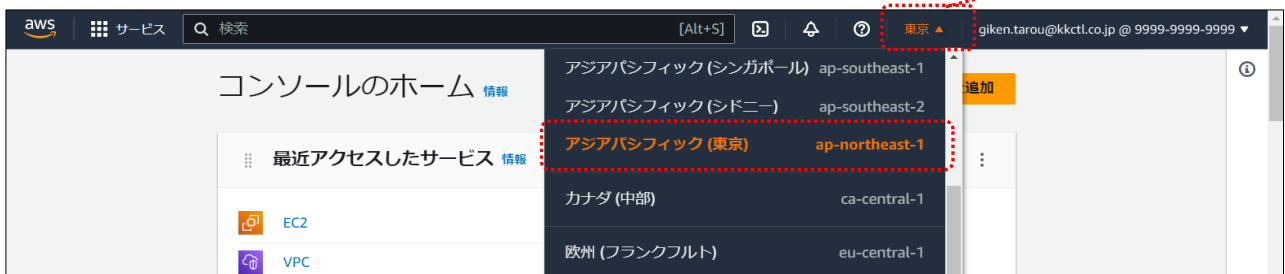 aws サービス 検索 [Alt+S] 東京 ▲ giken.tarou@kkctl.co.jp @ 9999-9999-9999 ▼
コンソールのホーム 情報
追加
アジアパシフィック (シンガポール) ap-southeast-1
アジアパシフィック (シドニー) ap-southeast-2
アジアパシフィック (東京) ap-northeast-1
カナダ (中部) ca-central-1
欧州 (フランクフルト) eu-central-1
最近アクセスしたサービス 情報
EC2
VPC